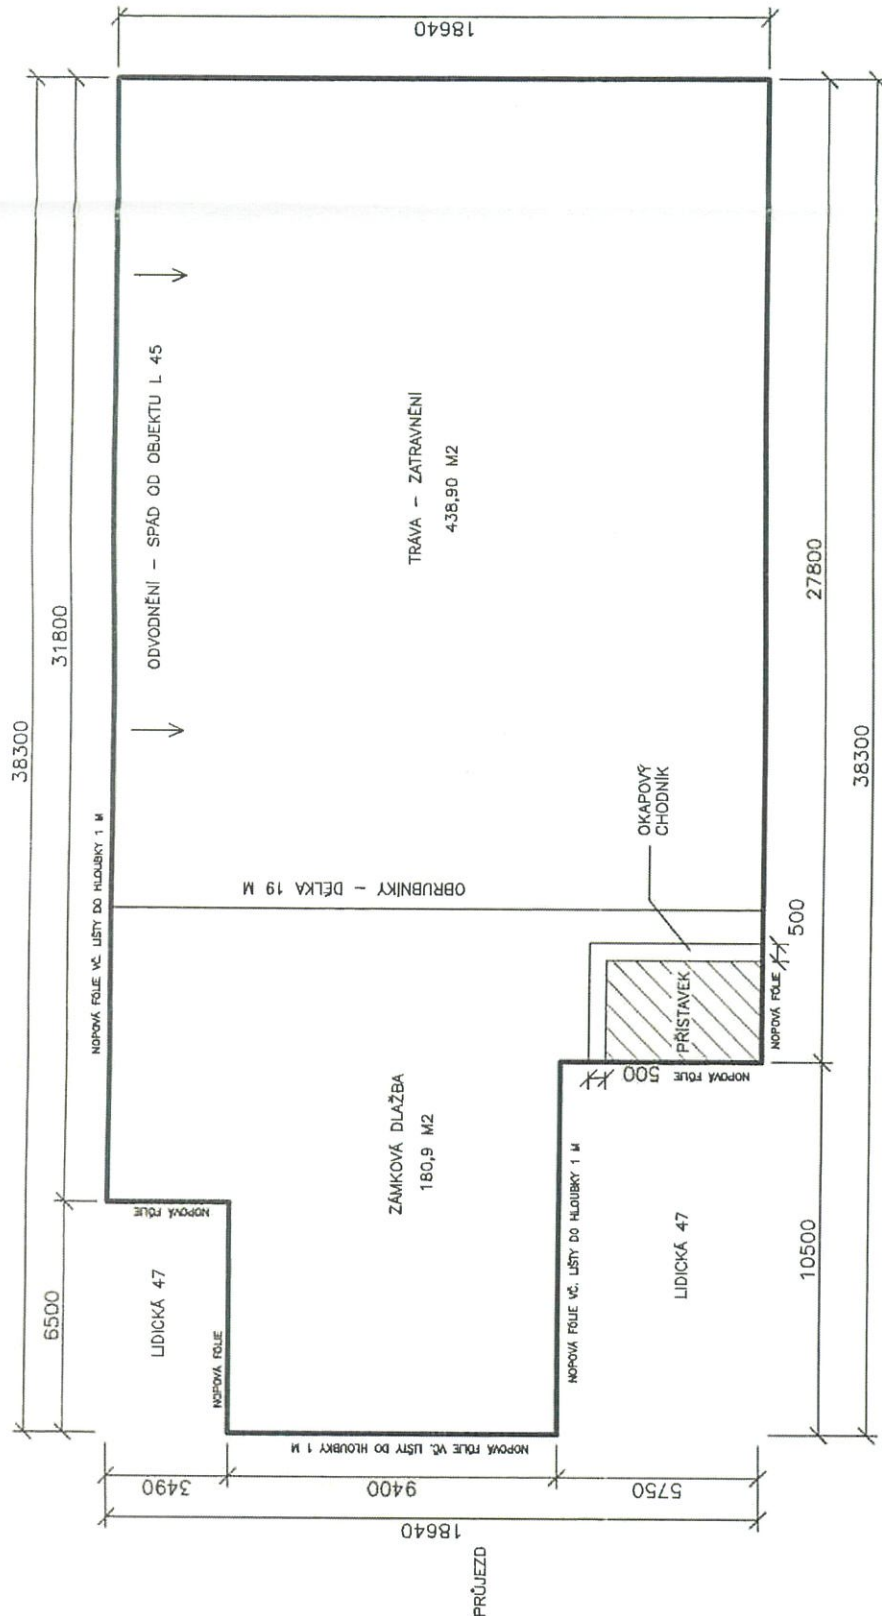 18640
38300
31800
6500
NOPOVÁ FÓLIE VČ. LIŠTY DO HLOUBKY 1 M
ODVODNĚNÍ – SPÁD OD OBJEKTU L 45
TRÁVA – ZATRAVNĚNÍ
438,90 M2
OBRUBNÍKY – DÉLKA 19 M
OKAPOVÝ
CHODNÍK
PŘÍSTAVEK
500
500
NOPOVÁ FÓLIE
NOPOVÁ FÓLIE
ZÁMKOVÁ DLAŽBA
180,9 M2
NOPOVÁ FÓLIE
LIDICKÁ 47
NOPOVÁ FÓLIE
NOPOVÁ FÓLIE VČ. LIŠTY DO HLOUBKY 1 M
NOPOVÁ FÓLIE VČ. LIŠTY DO HLOUBKY 1 M
LIDICKÁ 47
27800
10500
38300
3490
9400
5750
18640
PRŮJEZD